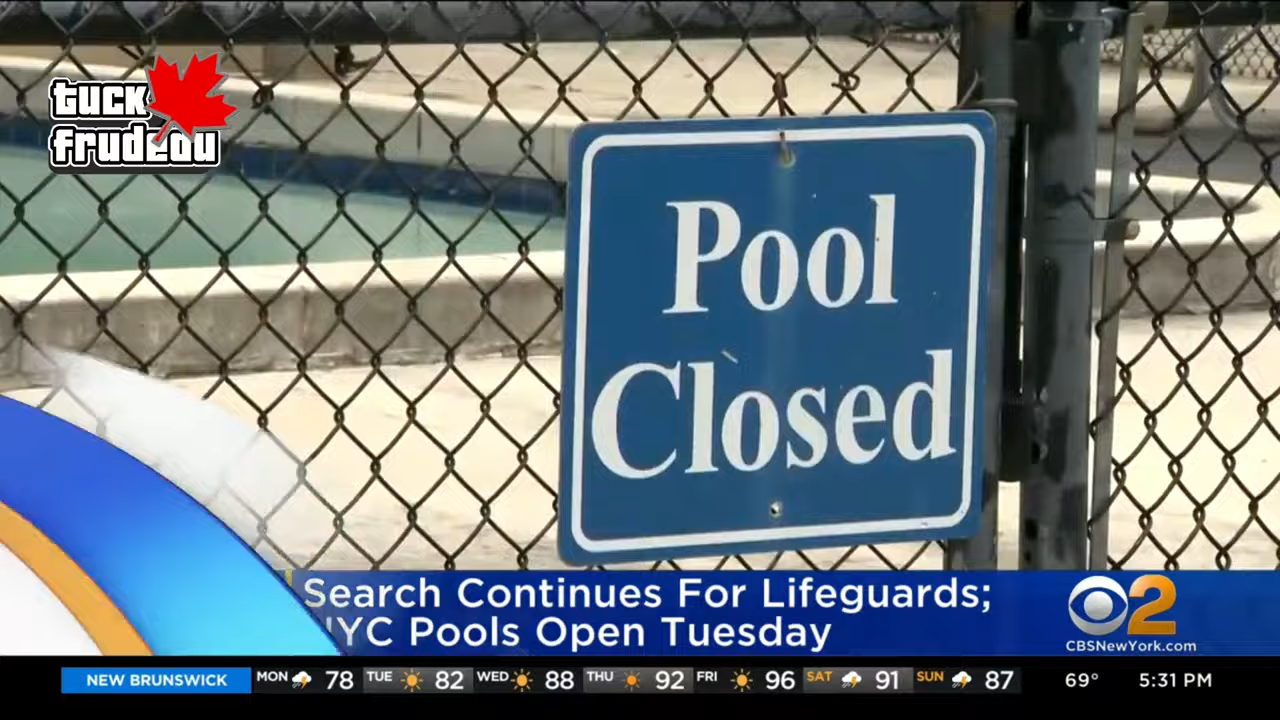 tuck
frudeau
Pool
Closed
Search Continues For Lifeguards;
NYC Pools Open Tuesday
2
CBSNewYork.com
NEW BRUNSWICK MON 78 TUE 82 WED 88 THU 92 FRI 96 SAT 91 SUN 87 69° 5:31 PM